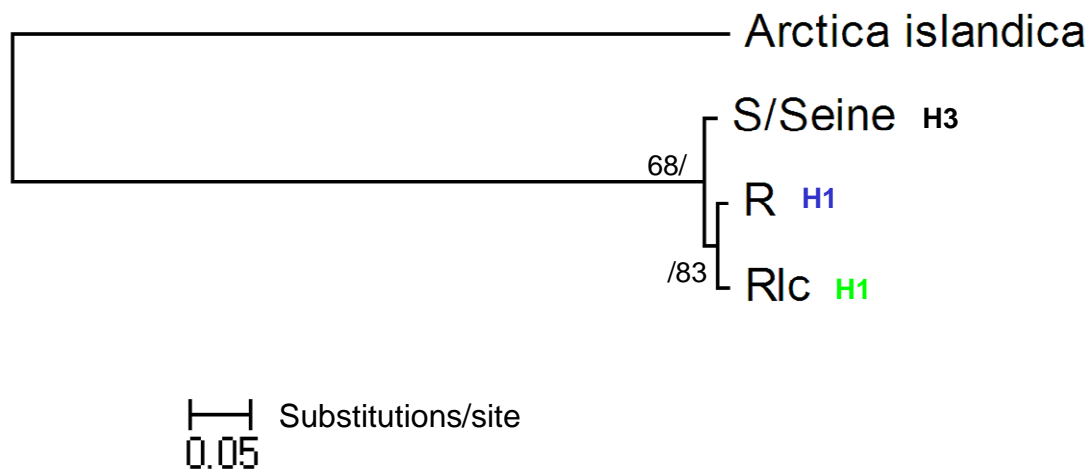 Arctica islandica
S/Seine H3
68/
R H1
/83
Rlc H1
Substitutions/site
0.05